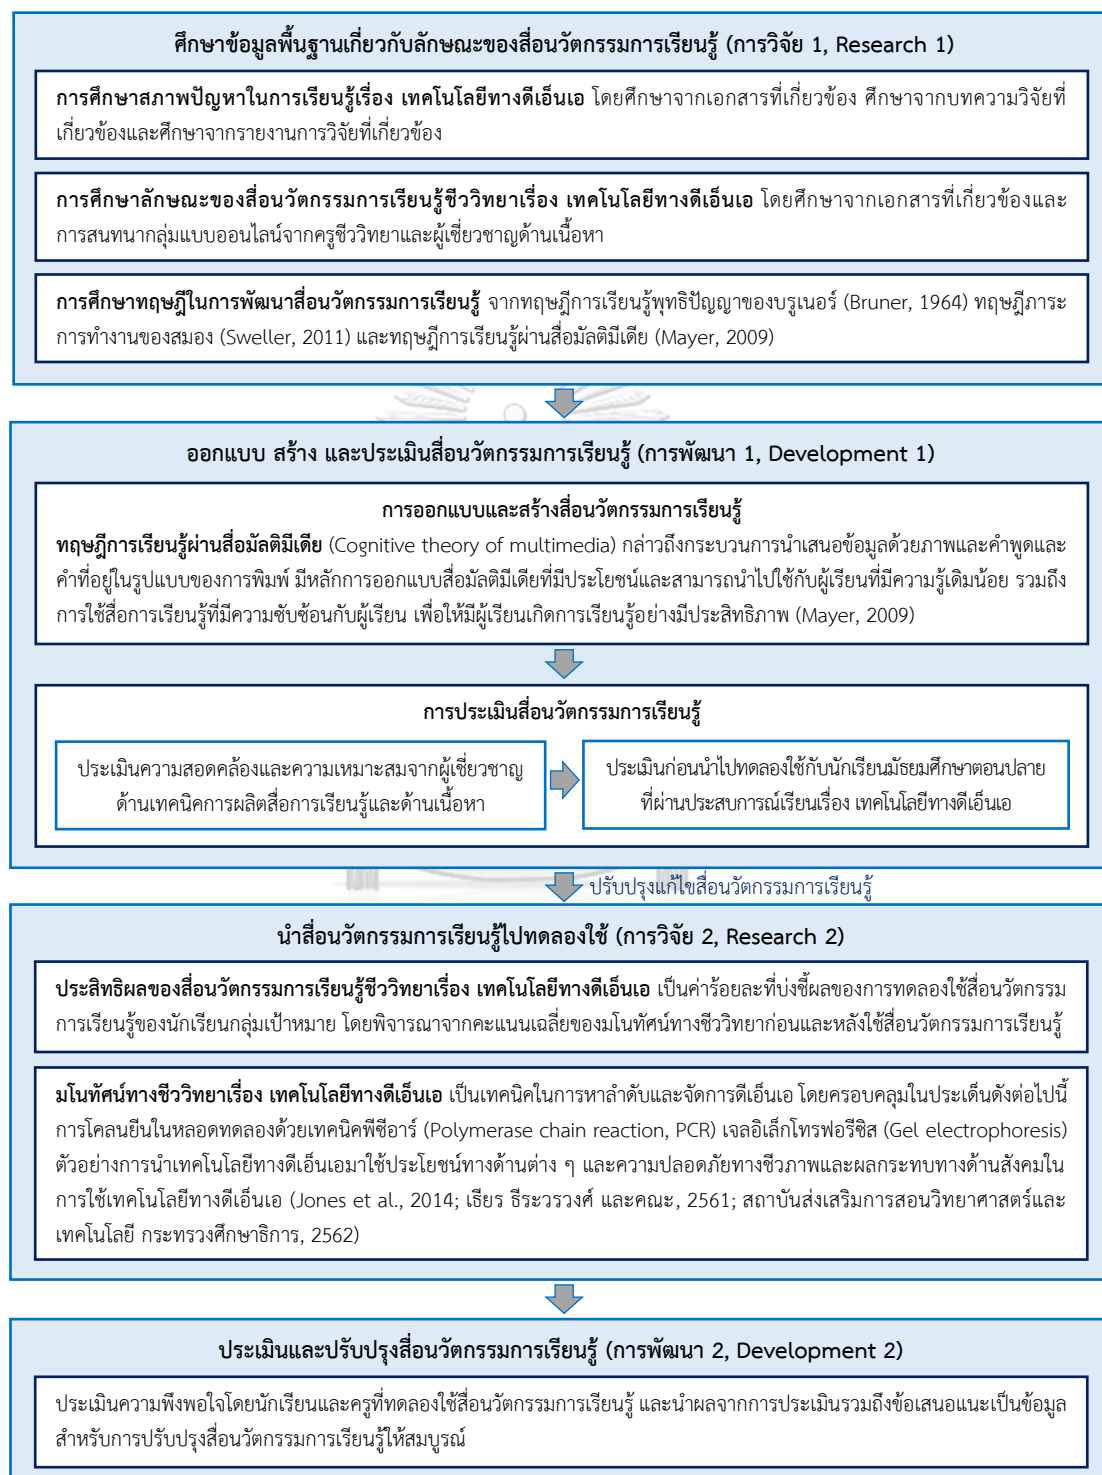 ศึกษาข้อมูลพื้นฐานเกี่ยวกับลักษณะของสื่อนวัตกรรมการเรียนรู้ (การวิจัย 1, Research 1)
การศึกษาสภาพปัญหาในการเรียนรู้เรื่อง เทคโนโลยีทางดีเอ็นเอ โดยศึกษาจากเอกสารที่เกี่ยวข้อง ศึกษาจากบทความวิจัยที่
เกี่ยวข้องและศึกษาจากรายงานการวิจัยที่เกี่ยวข้อง
การศึกษาลักษณะของสื่อนวัตกรรมการเรียนรู้ชีววิทยาเรื่อง เทคโนโลยีทางดีเอ็นเอ โดยศึกษาจากเอกสารที่เกี่ยวข้องและ
การสนทนากลุ่มแบบออนไลน์จากครูชีววิทยาและผู้เชี่ยวชาญด้านเนื้อหา
การศึกษาทฤษฎีในการพัฒนาสื่อนวัตกรรมการเรียนรู้ จากทฤษฎีการเรียนรู้พุทธิปัญญาของบรูเนอร์ (Bruner, 1964) ทฤษฎีภาระ
การทำงานของสมอง (Sweller, 2011) และทฤษฎีการเรียนรู้ผ่านสื่อมัลติมีเดีย (Mayer, 2009)
ออกแบบ สร้าง และประเมินสื่อนวัตกรรมการเรียนรู้ (การพัฒนา 1, Development 1)
การออกแบบและสร้างสื่อนวัตกรรมการเรียนรู้
ทฤษฎีการเรียนรู้ผ่านสื่อมัลติมีเดีย (Cognitive theory of multimedia) กล่าวถึงกระบวนการนำเสนอข้อมูลด้วยภาพและคำพูดและ
คำที่อยู่ในรูปแบบของการพิมพ์ มีหลักการออกแบบสื่อมัลติมีเดียที่มีประโยชน์และสามารถนำไปใช้กับผู้เรียนที่มีความรู้เดิมน้อย รวมถึง
การใช้สื่อการเรียนรู้ที่มีความซับซ้อนกับผู้เรียน เพื่อให้มีผู้เรียนเกิดการเรียนรู้อย่างมีประสิทธิภาพ (Mayer, 2009)
การประเมินสื่อนวัตกรรมการเรียนรู้
ประเมินความสอดคล้องและความเหมาะสมจากผู้เชี่ยวชาญ
ด้านเทคนิคการผลิตสื่อการเรียนรู้และด้านเนื้อหา
ประเมินก่อนนำไปทดลองใช้กับนักเรียนมัธยมศึกษาตอนปลาย
ที่ผ่านประสบการณ์เรียนเรื่อง เทคโนโลยีทางดีเอ็นเอ
ปรับปรุงแก้ไขสื่อนวัตกรรมการเรียนรู้
นำสื่อนวัตกรรมการเรียนรู้ไปทดลองใช้ (การวิจัย 2, Research 2)
ประสิทธิผลของสื่อนวัตกรรมการเรียนรู้ชีววิทยาเรื่อง เทคโนโลยีทางดีเอ็นเอ เป็นค่าร้อยละที่บ่งชี้ผลของการทดลองใช้สื่อนวัตกรรม
การเรียนรู้ของนักเรียนกลุ่มเป้าหมาย โดยพิจารณาจากคะแนนเฉลี่ยของมโนทัศน์ทางชีววิทยาก่อนและหลังใช้สื่อนวัตกรรมการเรียนรู้
มโนทัศน์ทางชีววิทยาเรื่อง เทคโนโลยีทางดีเอ็นเอ เป็นเทคนิคในการหาลำดับและจัดการดีเอ็นเอ โดยครอบคลุมในประเด็นดังต่อไปนี้
การโคลนยีนในหลอดทดลองด้วยเทคนิคพีซีอาร์ (Polymerase chain reaction, PCR) เจลอิเล็กโทรฟอรีซิส (Gel electrophoresis)
ตัวอย่างการนำเทคโนโลยีทางดีเอ็นเอมาใช้ประโยชน์ทางด้านต่าง ๆ และความปลอดภัยทางชีวภาพและผลกระทบทางด้านสังคมใน
การใช้เทคโนโลยีทางดีเอ็นเอ (Jones et al., 2014; เธียร ธีระวรวงศ์ และคณะ, 2561; สถาบันส่งเสริมการสอนวิทยาศาสตร์และ
เทคโนโลยี กระทรวงศึกษาธิการ, 2562)
ประเมินและปรับปรุงสื่อนวัตกรรมการเรียนรู้ (การพัฒนา 2, Development 2)
ประเมินความพึงพอใจโดยนักเรียนและครูที่ทดลองใช้สื่อนวัตกรรมการเรียนรู้ และนำผลจากการประเมินรวมถึงข้อเสนอแนะเป็นข้อมูล
สำหรับการปรับปรุงสื่อนวัตกรรมการเรียนรู้ให้สมบูรณ์